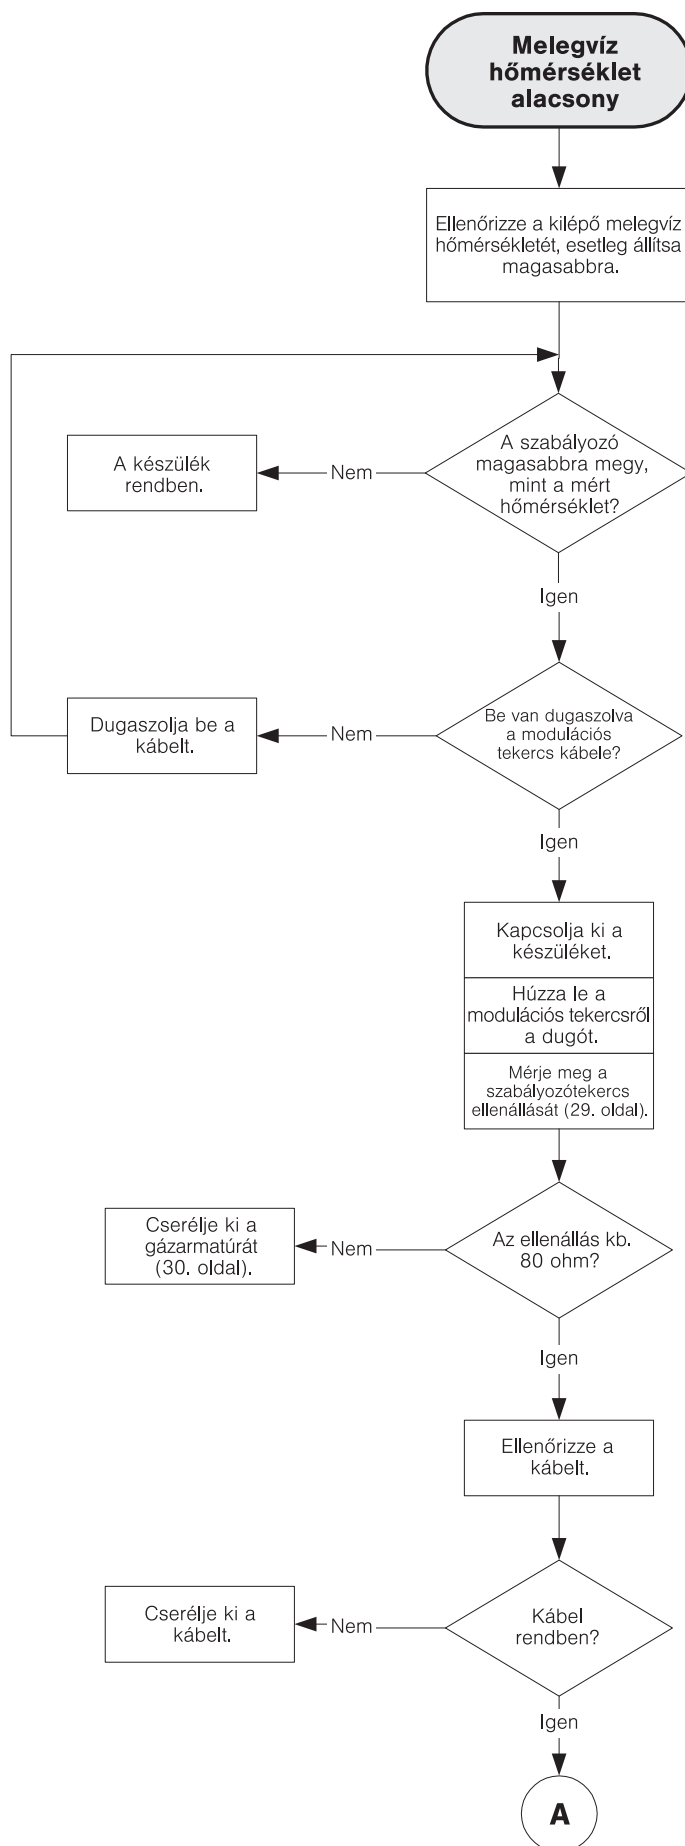 Melegvíz
hőmérséklet
alacsony
Ellenőrizze a kilépő melegvíz
hőmérsékletét, esetleg állítsa
magasabbra.
A szabályozó
magasabbra megy,
mint a mért
hőmérséklet?
Nem
A készülék
rendben.
Igen
Be van dugaszolva
a modulációs
tekercs kábele?
Nem
Dugaszolja be a
kábelt.
Igen
Kapcsolja ki a
készüléket.
Húzza le a
modulációs tekercsről
a dugót.
Mérje meg a
szabályozótekercs
ellenállását (29. oldal).
Az ellenállás kb.
80 ohm?
Nem
Cserélje ki a
gázarmatúrát
(30. oldal).
Igen
Ellenőrizze a
kábelt.
Kábel
rendben?
Nem
Cserélje ki a
kábelt.
Igen
A